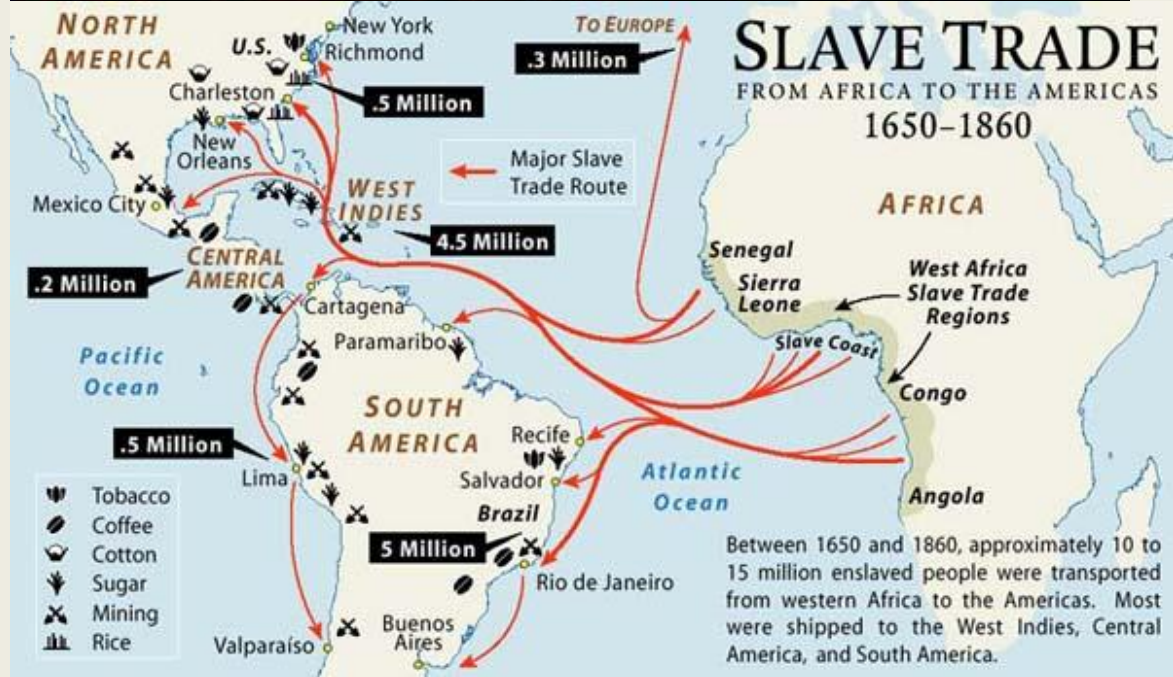 SLAVE TRADE
FROM AFRICA TO THE AMERICAS
1650–1860
NORTH
AMERICA
U.S.
New York
Richmond
Charleston
.5 Million
New
Orleans
Mexico City
WEST
INDIES
4.5 Million
CENTRAL
AMERICA
.2 Million
TO EUROPE
.3 Million
Major Slave
Trade Route
AFRICA
Senegal
Sierra
Leone
West Africa
Slave Trade
Regions
Slave Coast
Congo
Angola
Cartagena
Paramaribo
Pacific
Ocean
SOUTH
AMERICA
.5 Million
Lima
Recife
Salvador
Brazil
5 Million
Rio de Janeiro
Buenos
Aires
Valparaíso
Atlantic
Ocean
Tobacco
Coffee
Cotton
Sugar
Mining
Rice
Between 1650 and 1860, approximately 10 to
15 million enslaved people were transported
from western Africa to the Americas. Most
were shipped to the West Indies, Central
America, and South America.